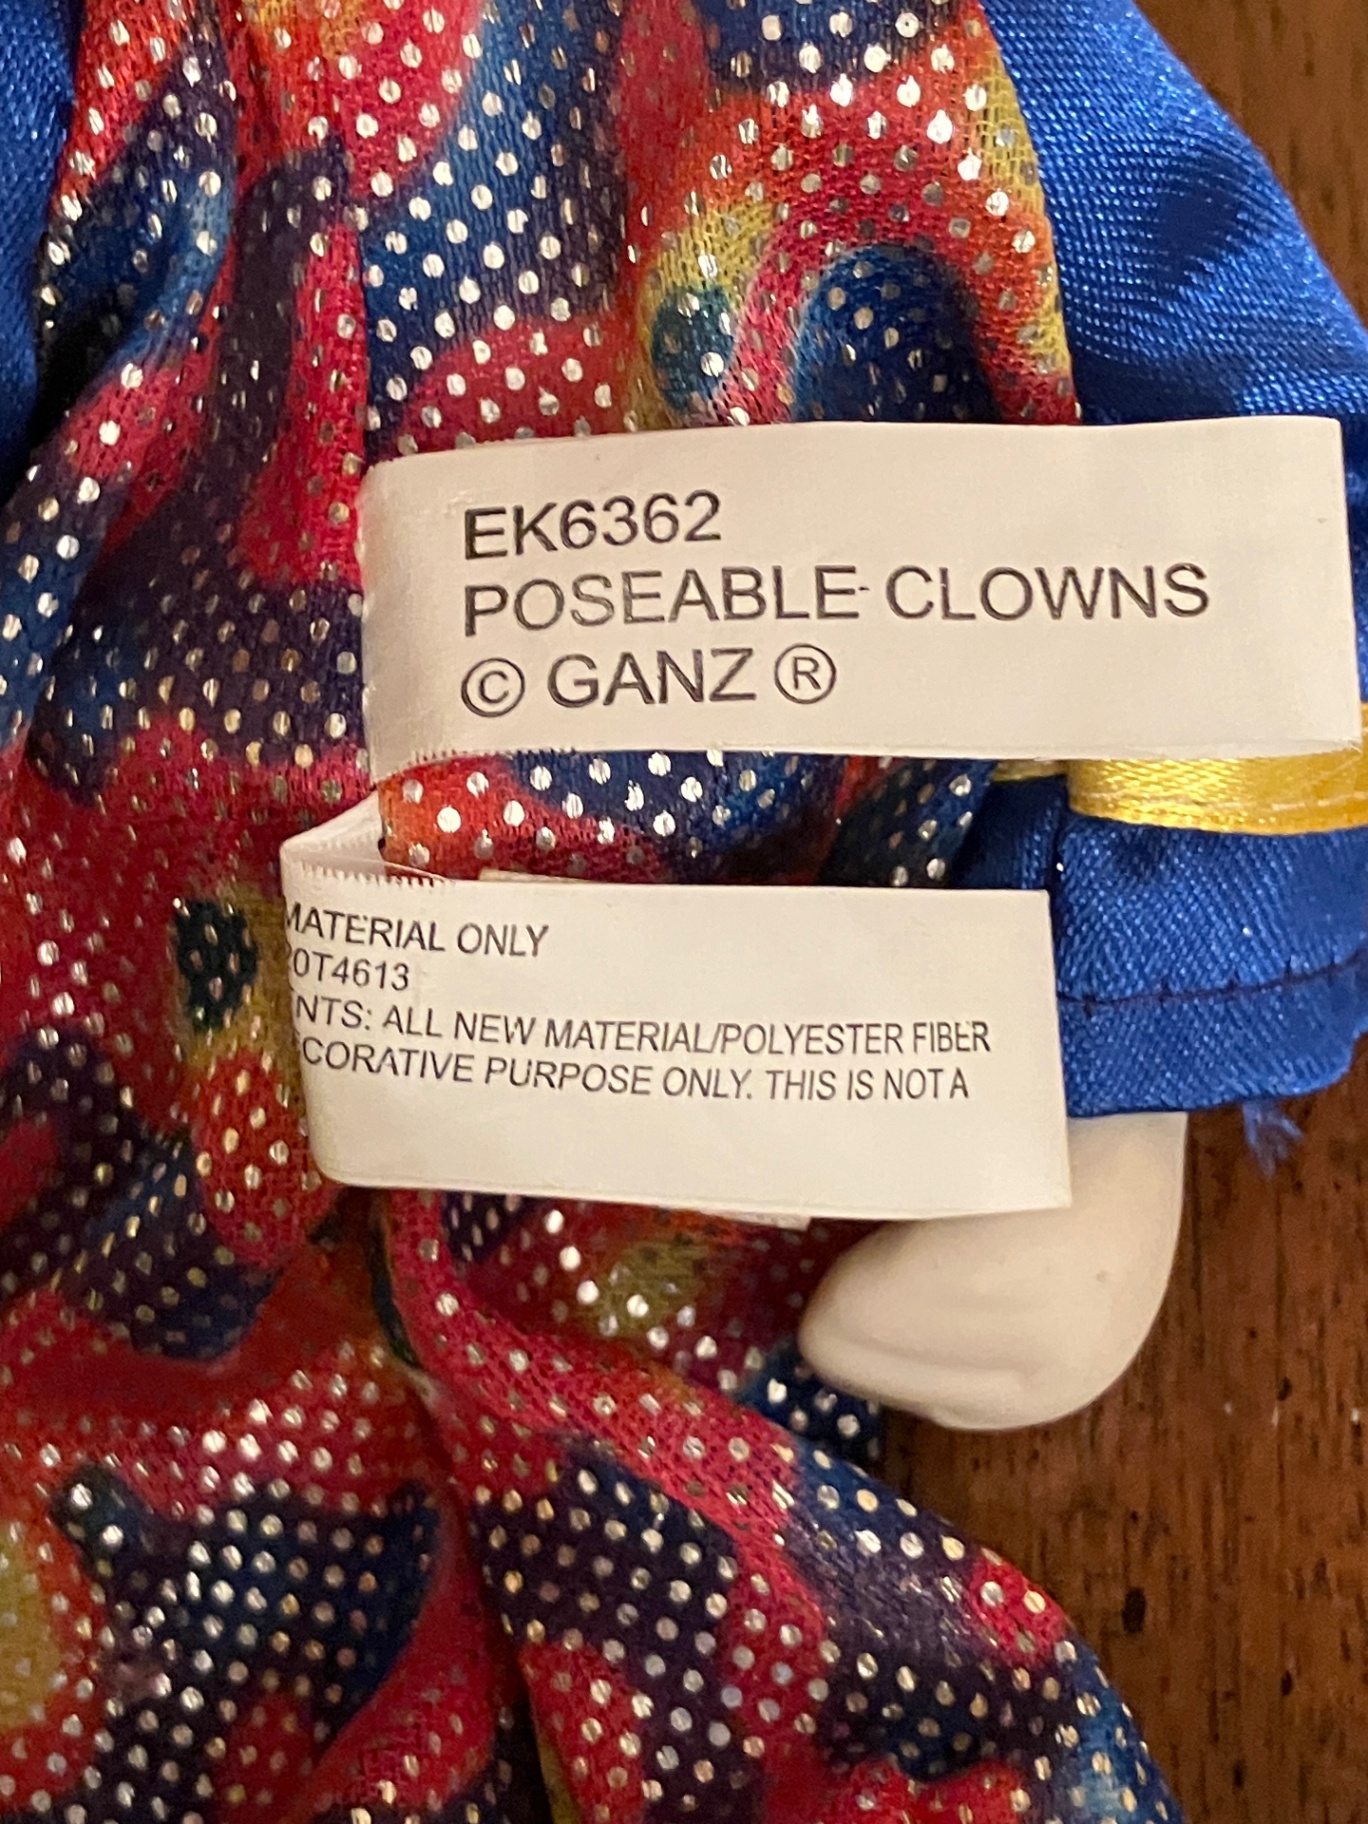 EK6362
POSEABLE CLOWNS
© GANZ ®
MATERIAL ONLY
0T4613
NTS: ALL NEW MATERIAL/POLYESTER FIBER
CORATIVE PURPOSE ONLY. THIS IS NOT A